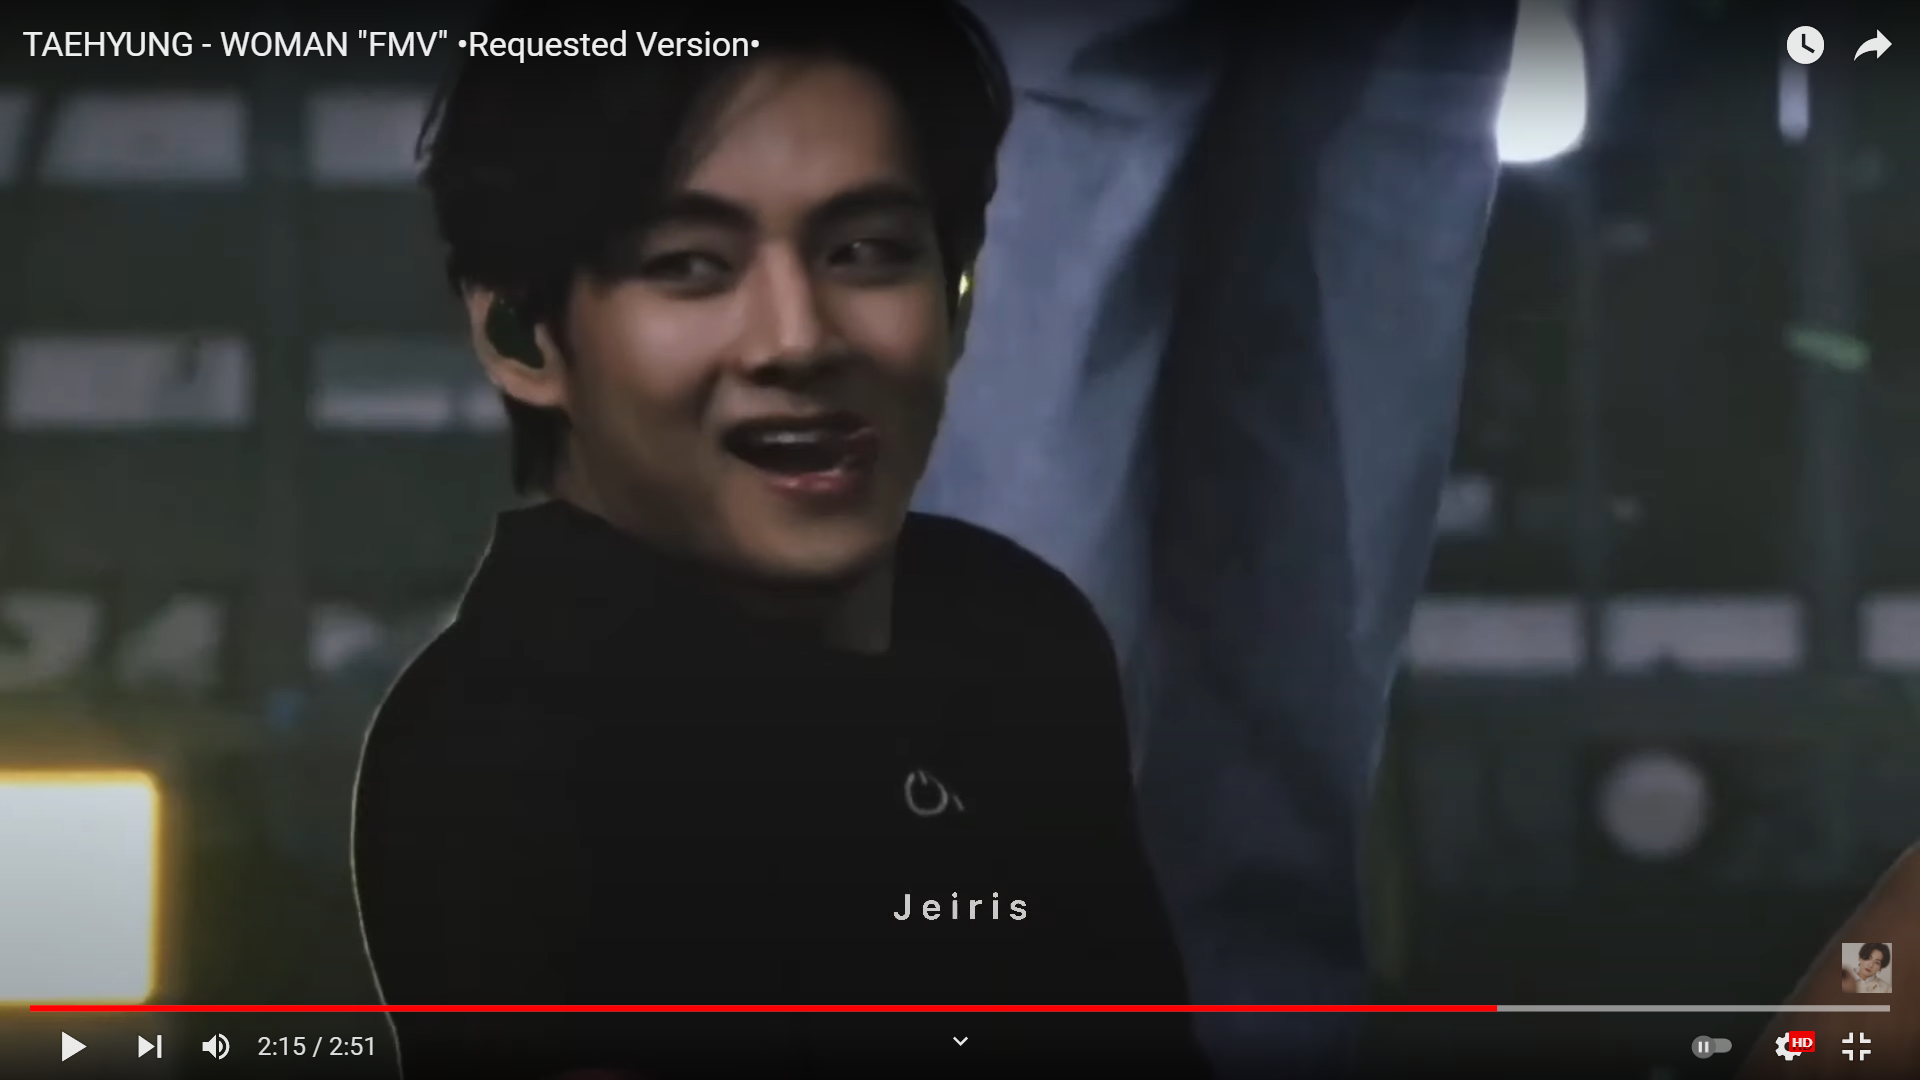 TAEHYUNG - WOMAN "FMV" •Requested Version•
Jeiris
2:15 / 2:51
HD